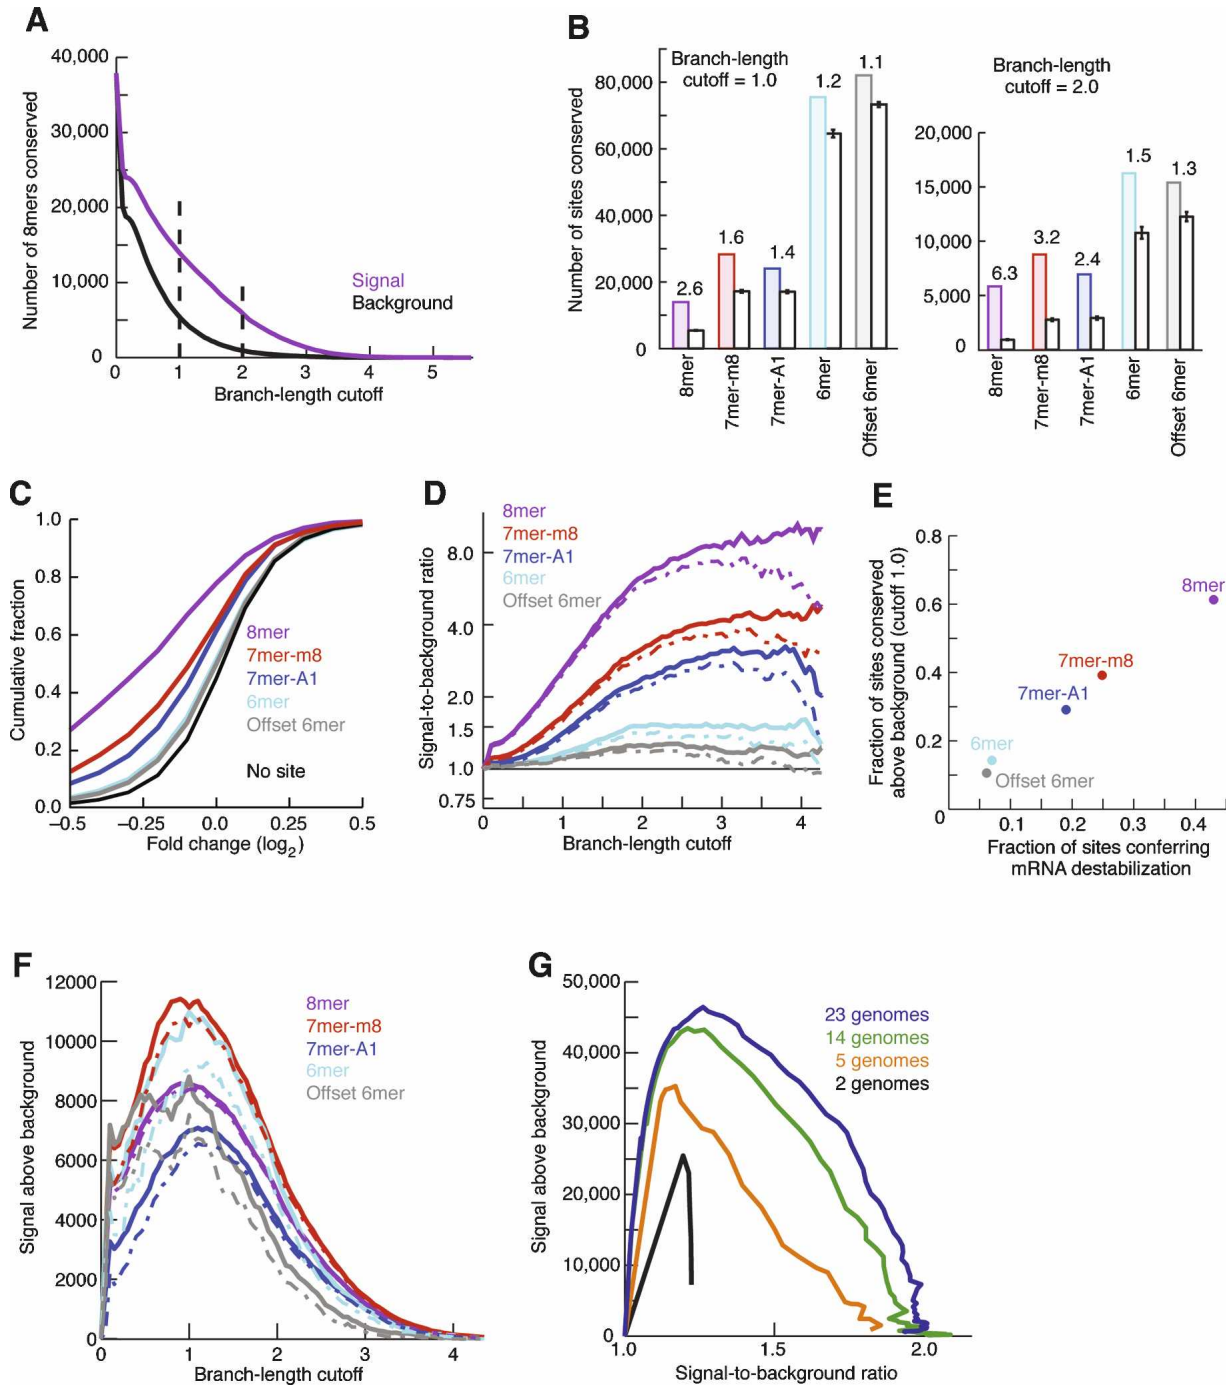 A
40,000
30,000
20,000
10,000
0
Number of 8mers conserved
0 1 2 3 4 5
Branch-length cutoff
Signal
Background
B
Branch-length
cutoff = 1.0
80,000
60,000
40,000
20,000
0
Number of sites conserved
2.6
1.6
1.4
1.2
1.1
8mer
7mer-m8
7mer-A1
6mer
Offset 6mer
Branch-length
cutoff = 2.0
20,000
15,000
10,000
5,000
0
6.3
3.2
2.4
1.5
1.3
8mer
7mer-m8
7mer-A1
6mer
Offset 6mer
C
1.0
0.8
0.6
0.4
0.2
0.0
Cumulative fraction
−0.5 −0.25 0.0 0.25 0.5
Fold change (log2)
8mer
7mer-m8
7mer-A1
6mer
Offset 6mer
No site
D
8mer
7mer-m8
7mer-A1
6mer
Offset 6mer
8.0
4.0
2.0
1.5
1.0
0.75
Signal-to-background ratio
0 1 2 3 4
Branch-length cutoff
E
0.8
0.6
0.4
0.2
0
Fraction of sites conserved
above background (cutoff 1.0)
8mer
7mer-m8
7mer-A1
6mer
Offset 6mer
0.1 0.2 0.3 0.4
Fraction of sites conferring
mRNA destabilization
F
12000
10000
8000
6000
4000
2000
0
Signal above background
0 1 2 3 4
Branch-length cutoff
8mer
7mer-m8
7mer-A1
6mer
Offset 6mer
G
50,000
40,000
30,000
20,000
10,000
0
Signal above background
1.0 1.5 2.0
Signal-to-background ratio
23 genomes
14 genomes
5 genomes
2 genomes